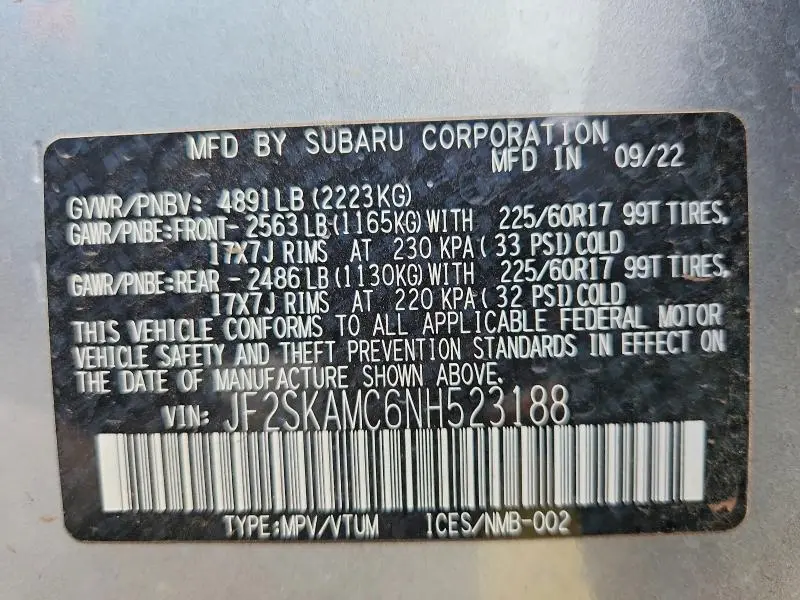 MFD BY SUBARU CORPORATION
MFD IN 09/22
GVWR/PNBV: 4891LB (2223KG)
GAWR/PNBE:FRONT- 2563LB (1165KG) WITH 225/60R17 99T TIRES,
17X7J RIMS AT 230 KPA ( 33 PSI) COLD
GAWR/PNBE:REAR - 2486LB (1130KG) WITH 225/60R17 99T TIRES,
17X7J RIMS AT 220 KPA ( 32 PSI) COLD
THIS VEHICLE CONFORMS TO ALL APPLICABLE FEDERAL MOTOR
VEHICLE SAFETY AND THEFT PREVENTION STANDARDS IN EFFECT ON
THE DATE OF MANUFACTURE SHOWN ABOVE.
VIN: JF2SKAMC6NH523188
TYPE:MPV/VTUM ICES/NMB-002